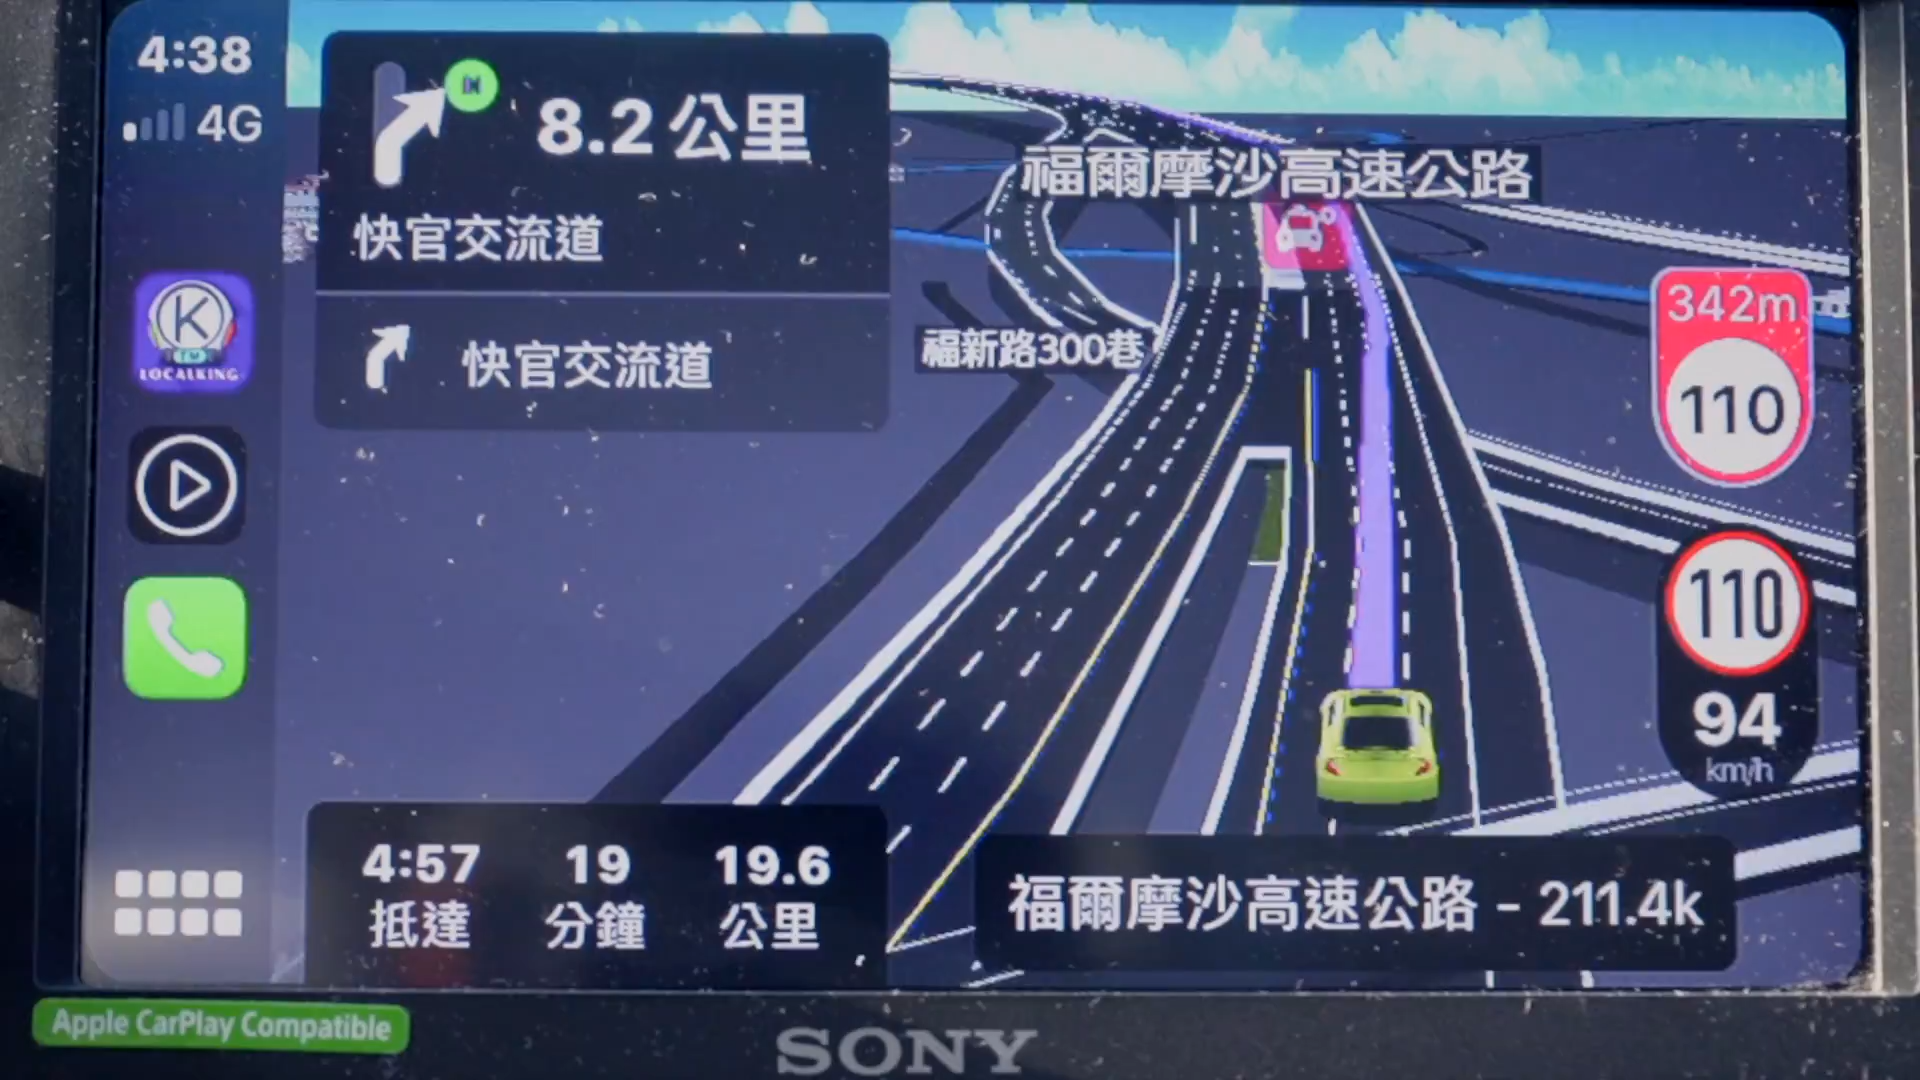 4:38
4G
K
TM
LOCALKING
8.2 公里
快官交流道
快官交流道
福爾摩沙高速公路
福新路300巷
342m
110
110
94
km/h
4:57
抵達
19
分鐘
19.6
公里
福爾摩沙高速公路 - 211.4k
Apple CarPlay Compatible
SONY